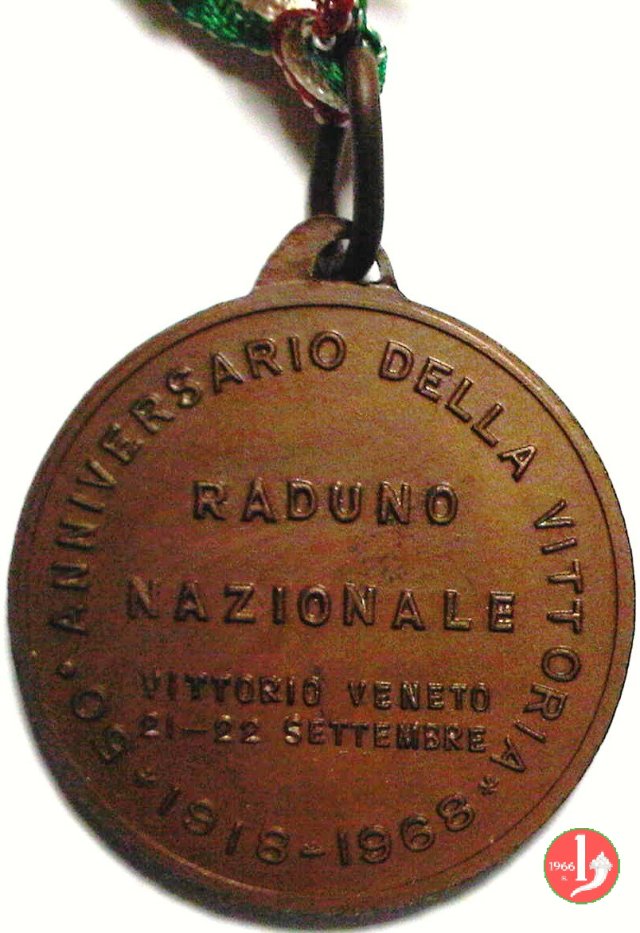 50° ANNIVERSARIO DELLA VITTORIA
* 1918-1968 *
RADUNO
NAZIONALE
VITTORIO VENETO
21-22 SETTEMBRE
1966